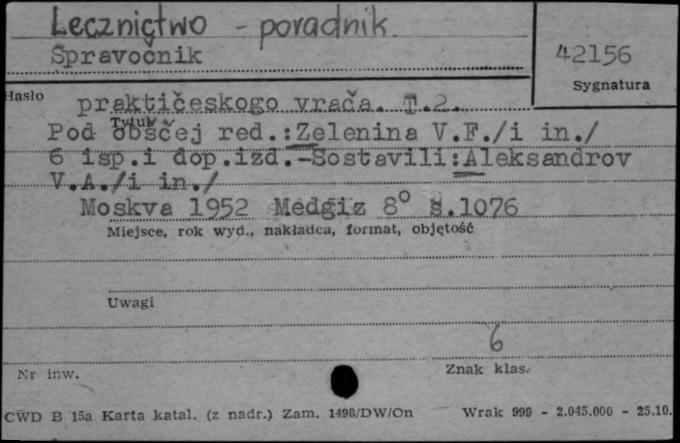 Lecznictwo - poradnik.
Spravočnik
42156
Sygnatura
Hasło
praktičeskogo vrača. T.2.
Tytuł
Pod obščej red.:Zelenina V.F./i in./
6 isp.i dop.izd.-Sostavili:Aleksandrov
V.A./i in./
Moskva 1952 Medgiz 8° s.1076
Miejsce, rok wyd., nakładca, format, objętość
Uwagi
6
Nr inw.
Znak klas.
CWD B 15a Karta katal. (z nadr.) Zam. 1498/DW/On Wrak 999 - 2.045.000 - 25.10.